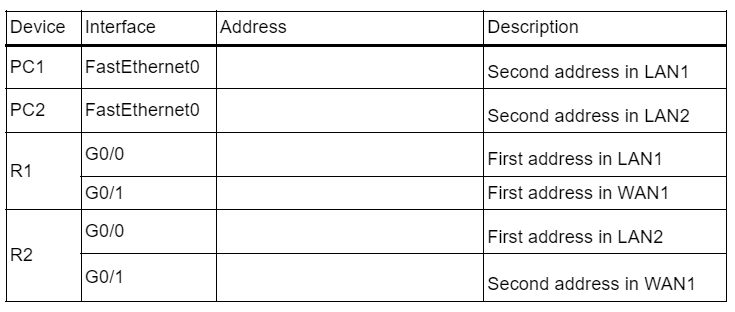 Device Interface Address Description
PC1 FastEthernet0 Second address in LAN1
PC2 FastEthernet0 Second address in LAN2
R1 G0/0 First address in LAN1
G0/1 First address in WAN1
R2 G0/0 First address in LAN2
G0/1 Second address in WAN1